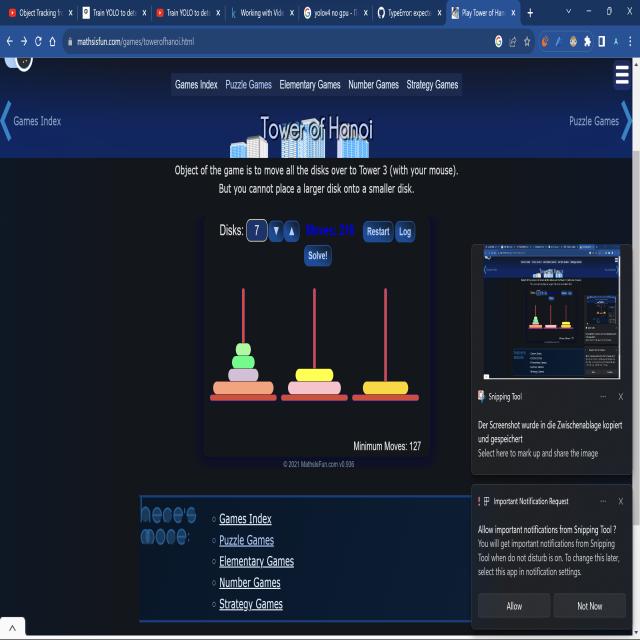 Object Tracking fr
Train YOLO to dete
Train YOLO to dete
Working with Vide
yolov4 no gpu - G
TypeError: expecte
Play Tower of Han
mathsisfun.com/games/towerofhanoi.html
Games Index Puzzle Games Elementary Games Number Games Strategy Games
Games Index
Tower of Hanoi
Puzzle Games
Object of the game is to move all the disks over to Tower 3 (with your mouse).
But you cannot place a larger disk onto a smaller disk.
Disks: 7 ▼ ▲ Restart Log
Solve!
Minimum Moves: 127
© 2021 MathsIsFun.com v0.936
Games Index
Puzzle Games
Elementary Games
Number Games
Strategy Games
Snipping Tool
Der Screenshot wurde in die Zwischenablage kopiert
und gespeichert
Select here to mark up and share the image
Important Notification Request
Allow important notifications from Snipping Tool ?
You will get important notifications from Snipping
Tool when do not disturb is on. To change this later,
select this app in notification settings.
Allow Not Now